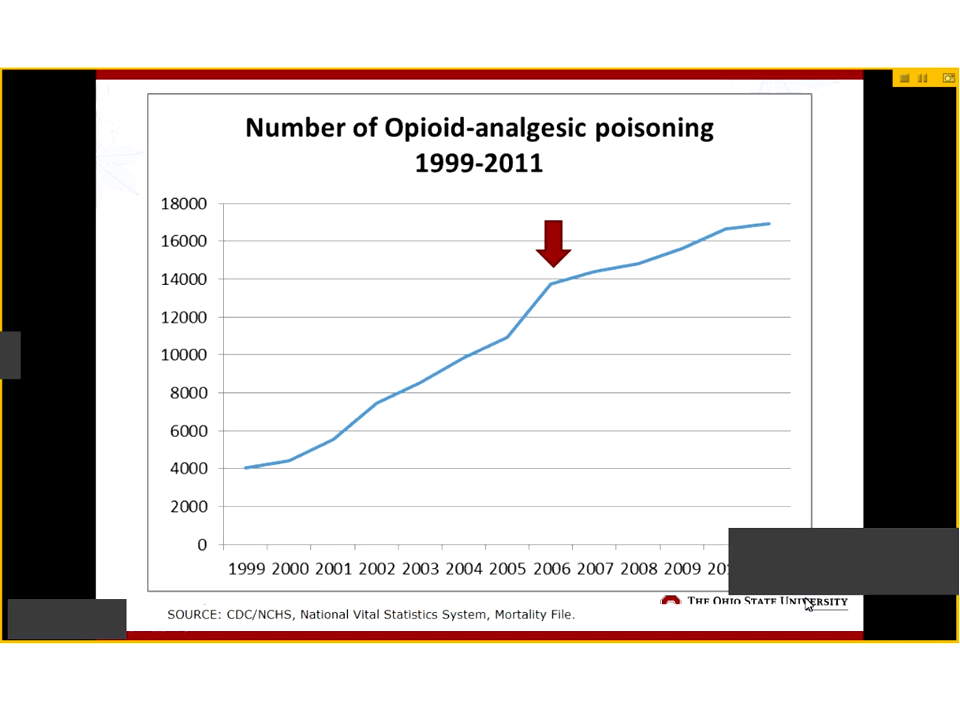 Number of Opioid-analgesic poisoning
1999-2011
18000
16000
14000
12000
10000
8000
6000
4000
2000
0
1999 2000 2001 2002 2003 2004 2005 2006 2007 2008 2009
THE OHIO STATE UNIVERSITY
SOURCE: CDC/NCHS, National Vital Statistics System, Mortality File.